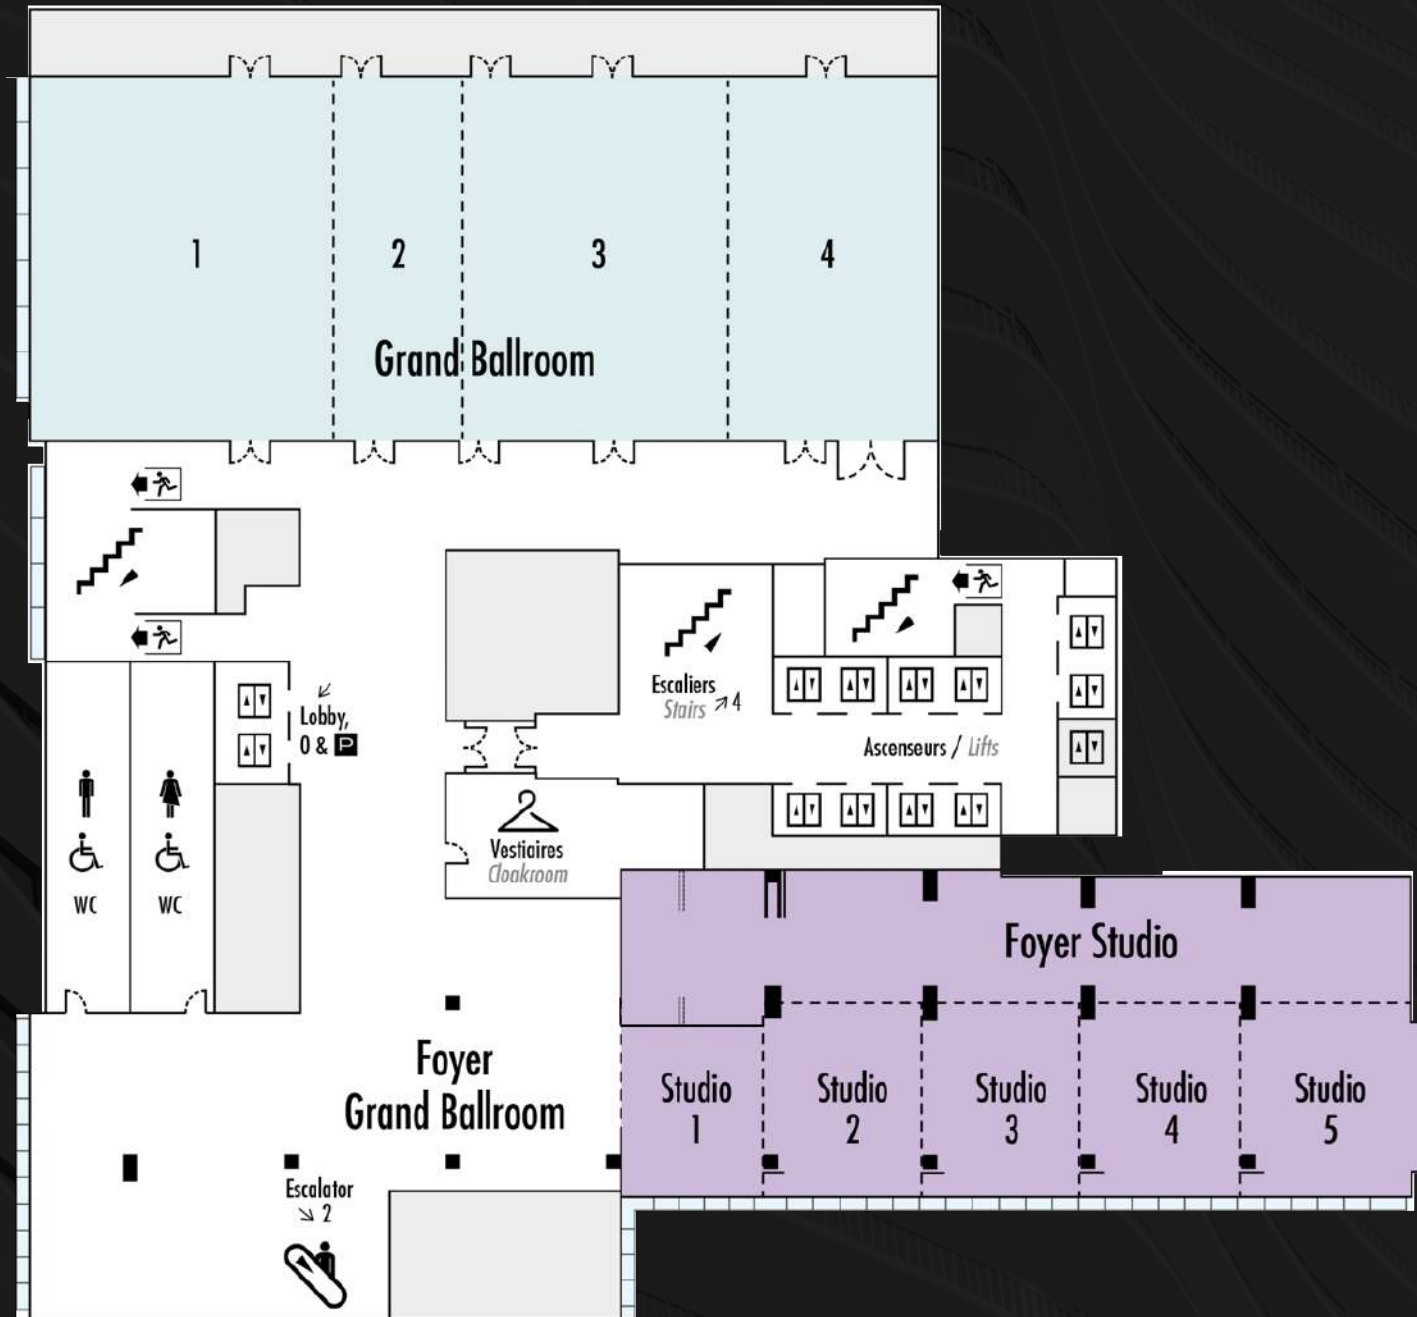 1
2
3
4
Grand Ballroom
Lobby,
0 & P
Escaliers
Stairs 4
Ascenseurs / Lifts
Vestiaires
Cloakroom
WC
WC
Foyer Studio
Foyer
Grand Ballroom
Studio
1
Studio
2
Studio
3
Studio
4
Studio
5
Escalator
2